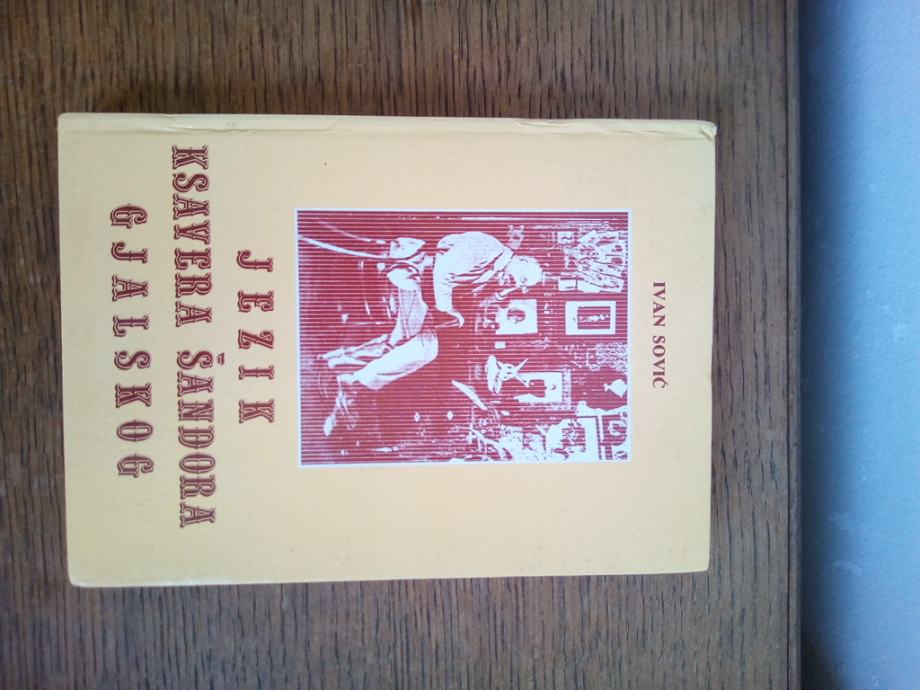 IVAN SOVIĆ
JEZIK
KSAVERA ŠANDORA
GJALSKOG